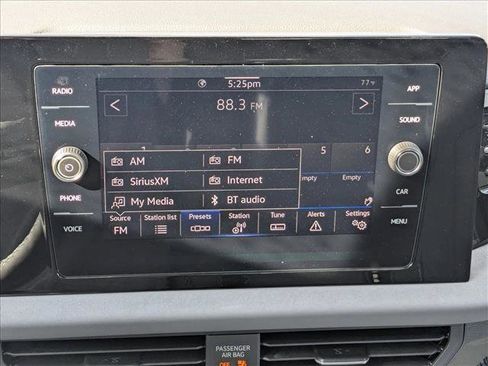 RADIO
MEDIA
PHONE
VOICE
5:25pm
77°F
88.3 FM
5 6
AM FM
SiriusXM Internet
My Media BT audio
Empty Empty
Source Station list Presets Station Tune Alerts Settings
FM
APP
SOUND
CAR
MENU
PASSENGER
AIR BAG
OFF